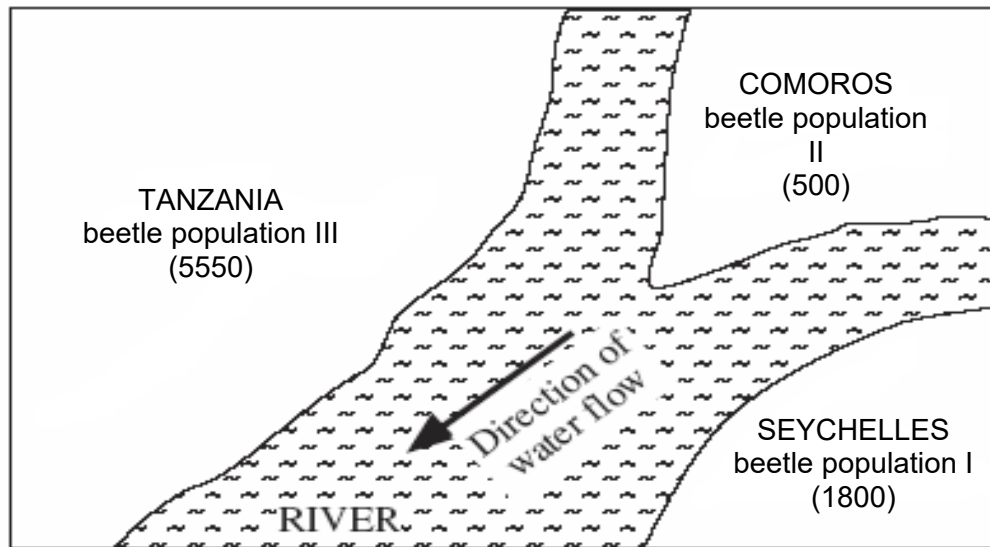 COMOROS
beetle population
II
(500)
TANZANIA
beetle population III
(5550)
Direction of
water flow
SEYCHELLES
beetle population I
(1800)
RIVER